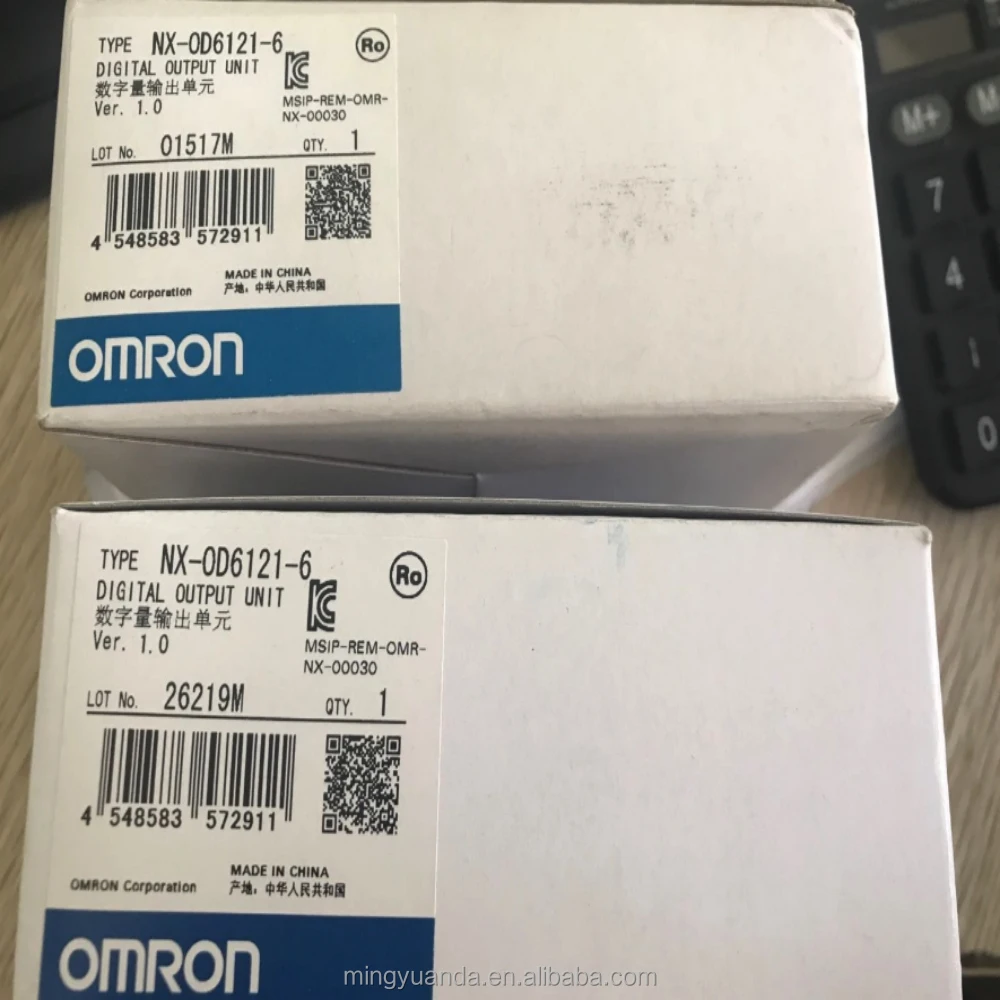 TYPE NX-OD6121-6
Ro
DIGITAL OUTPUT UNIT
数字量输出单元
Ver. 1.0
MSIP-REM-OMR-
NX-00030
LOT No. 01517M QTY. 1
4 548583 572911
MADE IN CHINA
OMRON Corporation 产地: 中华人民共和国
OMRON
M+
M
7
4
1
0
TYPE NX-OD6121-6
Ro
DIGITAL OUTPUT UNIT
数字量输出单元
Ver. 1.0
MSIP-REM-OMR-
NX-00030
LOT No. 26219M QTY. 1
4 548583 572911
MADE IN CHINA
OMRON Corporation 产地: 中华人民共和国
OMRON
mingyuanda.en.alibaba.com